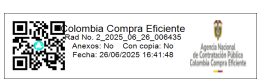 Colombia Compra Eficiente
Rad No. 2_2025_06_26_006435
Anexos: No Con copia: No
Fecha: 26/06/2025 16:41:48
Agencia Nacional
de Contratación Pública
Colombia Compra Eficiente